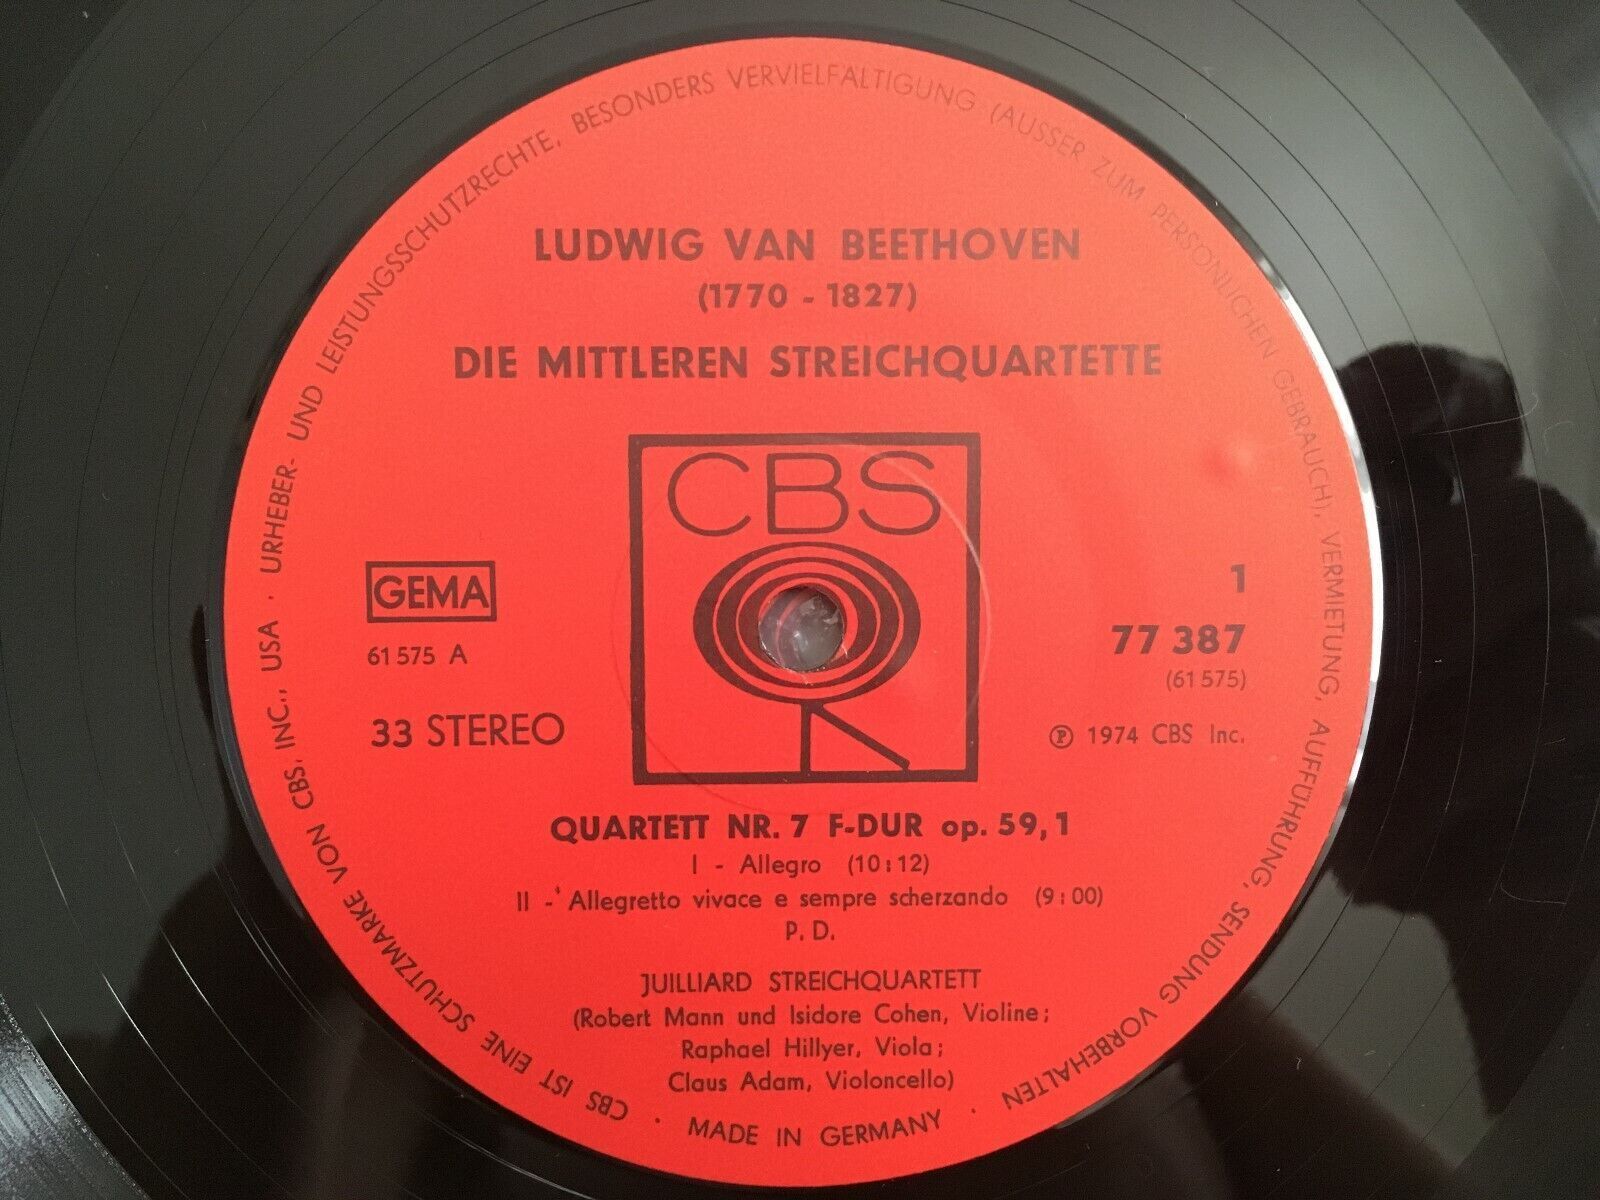 LUDWIG VAN BEETHOVEN
(1770 - 1827)
DIE MITTLEREN STREICHQUARTETTE
CBS
GEMA
61 575 A
33 STEREO
1
77 387
(61 575)
℗ 1974 CBS Inc.
QUARTETT NR. 7 F-DUR op. 59, 1
I - Allegro (10:12)
II - Allegretto vivace e sempre scherzando (9:00)
P. D.
JUILLIARD STREICHQUARTETT
(Robert Mann und Isidore Cohen, Violine;
Raphael Hillyer, Viola;
Claus Adam, Violoncello)
CBS IST EINE SCHUTZMARKE VON CBS, INC., USA · URHEBER- UND LEISTUNGSSCHUTZRECHTE, BESONDERS VERVIELFÄLTIGUNG (AUSSER ZUM PERSÖNLICHEN GEBRAUCH), VERMIETUNG, AUFFÜHRUNG, SENDUNG VORBEHALTEN ·
MADE IN GERMANY ·